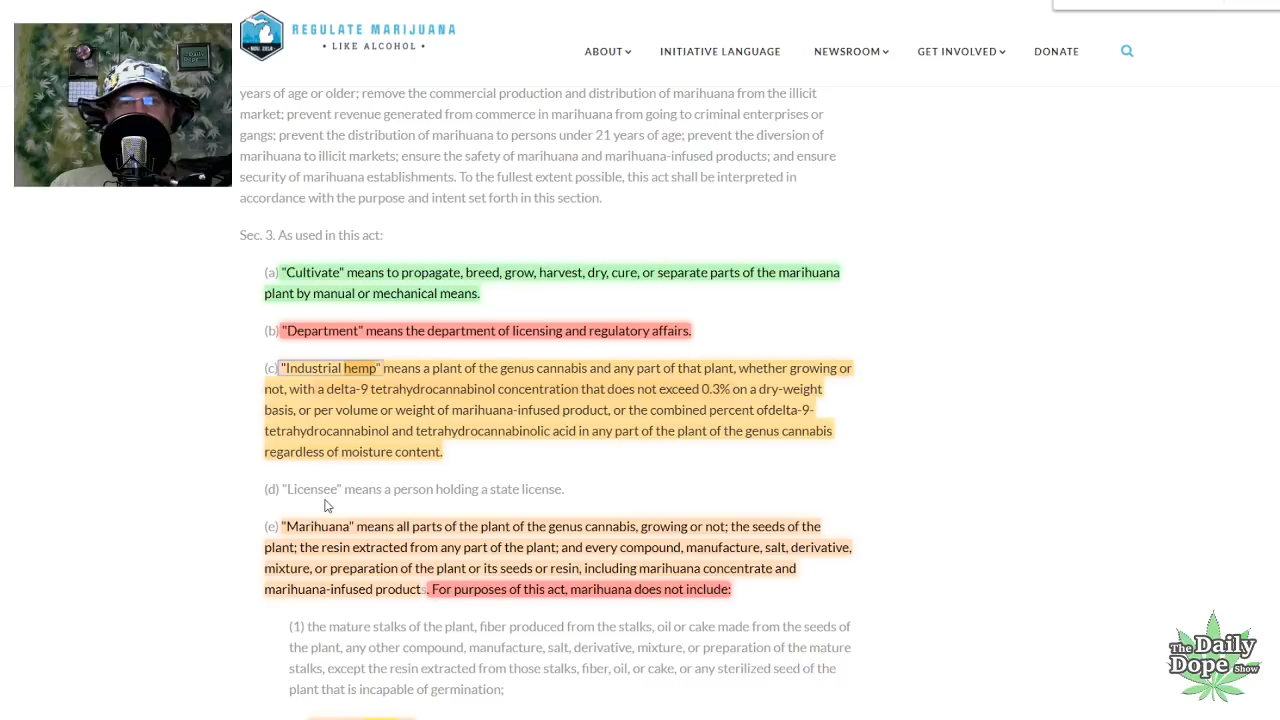 REGULATE MARIJUANA
NOV. 2018
• LIKE ALCOHOL •
ABOUT INITIATIVE LANGUAGE NEWSROOM GET INVOLVED DONATE
years of age or older; remove the commercial production and distribution of marihuana from the illicit
market; prevent revenue generated from commerce in marihuana from going to criminal enterprises or
gangs; prevent the distribution of marihuana to persons under 21 years of age; prevent the diversion of
marihuana to illicit markets; ensure the safety of marihuana and marihuana-infused products; and ensure
security of marihuana establishments. To the fullest extent possible, this act shall be interpreted in
accordance with the purpose and intent set forth in this section.
Sec. 3. As used in this act:
(a) "Cultivate" means to propagate, breed, grow, harvest, dry, cure, or separate parts of the marihuana
plant by manual or mechanical means.
(b) "Department" means the department of licensing and regulatory affairs.
(c) "Industrial hemp" means a plant of the genus cannabis and any part of that plant, whether growing or
not, with a delta-9 tetrahydrocannabinol concentration that does not exceed 0.3% on a dry-weight
basis, or per volume or weight of marihuana-infused product, or the combined percent ofdelta-9-
tetrahydrocannabinol and tetrahydrocannabinolic acid in any part of the plant of the genus cannabis
regardless of moisture content.
(d) "Licensee" means a person holding a state license.
(e) "Marihuana" means all parts of the plant of the genus cannabis, growing or not; the seeds of the
plant; the resin extracted from any part of the plant; and every compound, manufacture, salt, derivative,
mixture, or preparation of the plant or its seeds or resin, including marihuana concentrate and
marihuana-infused products. For purposes of this act, marihuana does not include:
(1) the mature stalks of the plant, fiber produced from the stalks, oil or cake made from the seeds of
the plant, any other compound, manufacture, salt, derivative, mixture, or preparation of the mature
stalks, except the resin extracted from those stalks, fiber, oil, or cake, or any sterilized seed of the
plant that is incapable of germination;
The Daily
Dope Show